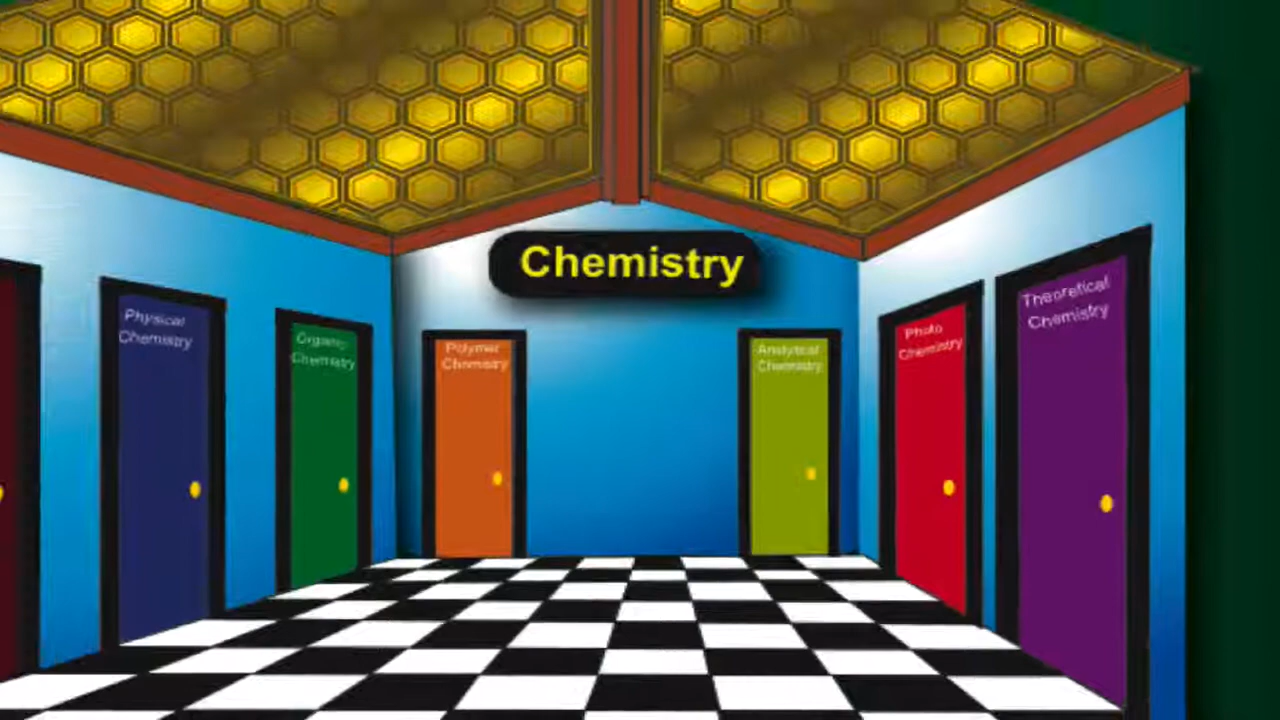 Chemistry
Physical
Chemistry
Organic
Chemistry
Polymer
Chemistry
Analytical
Chemistry
Photo
Chemistry
Theoretical
Chemistry